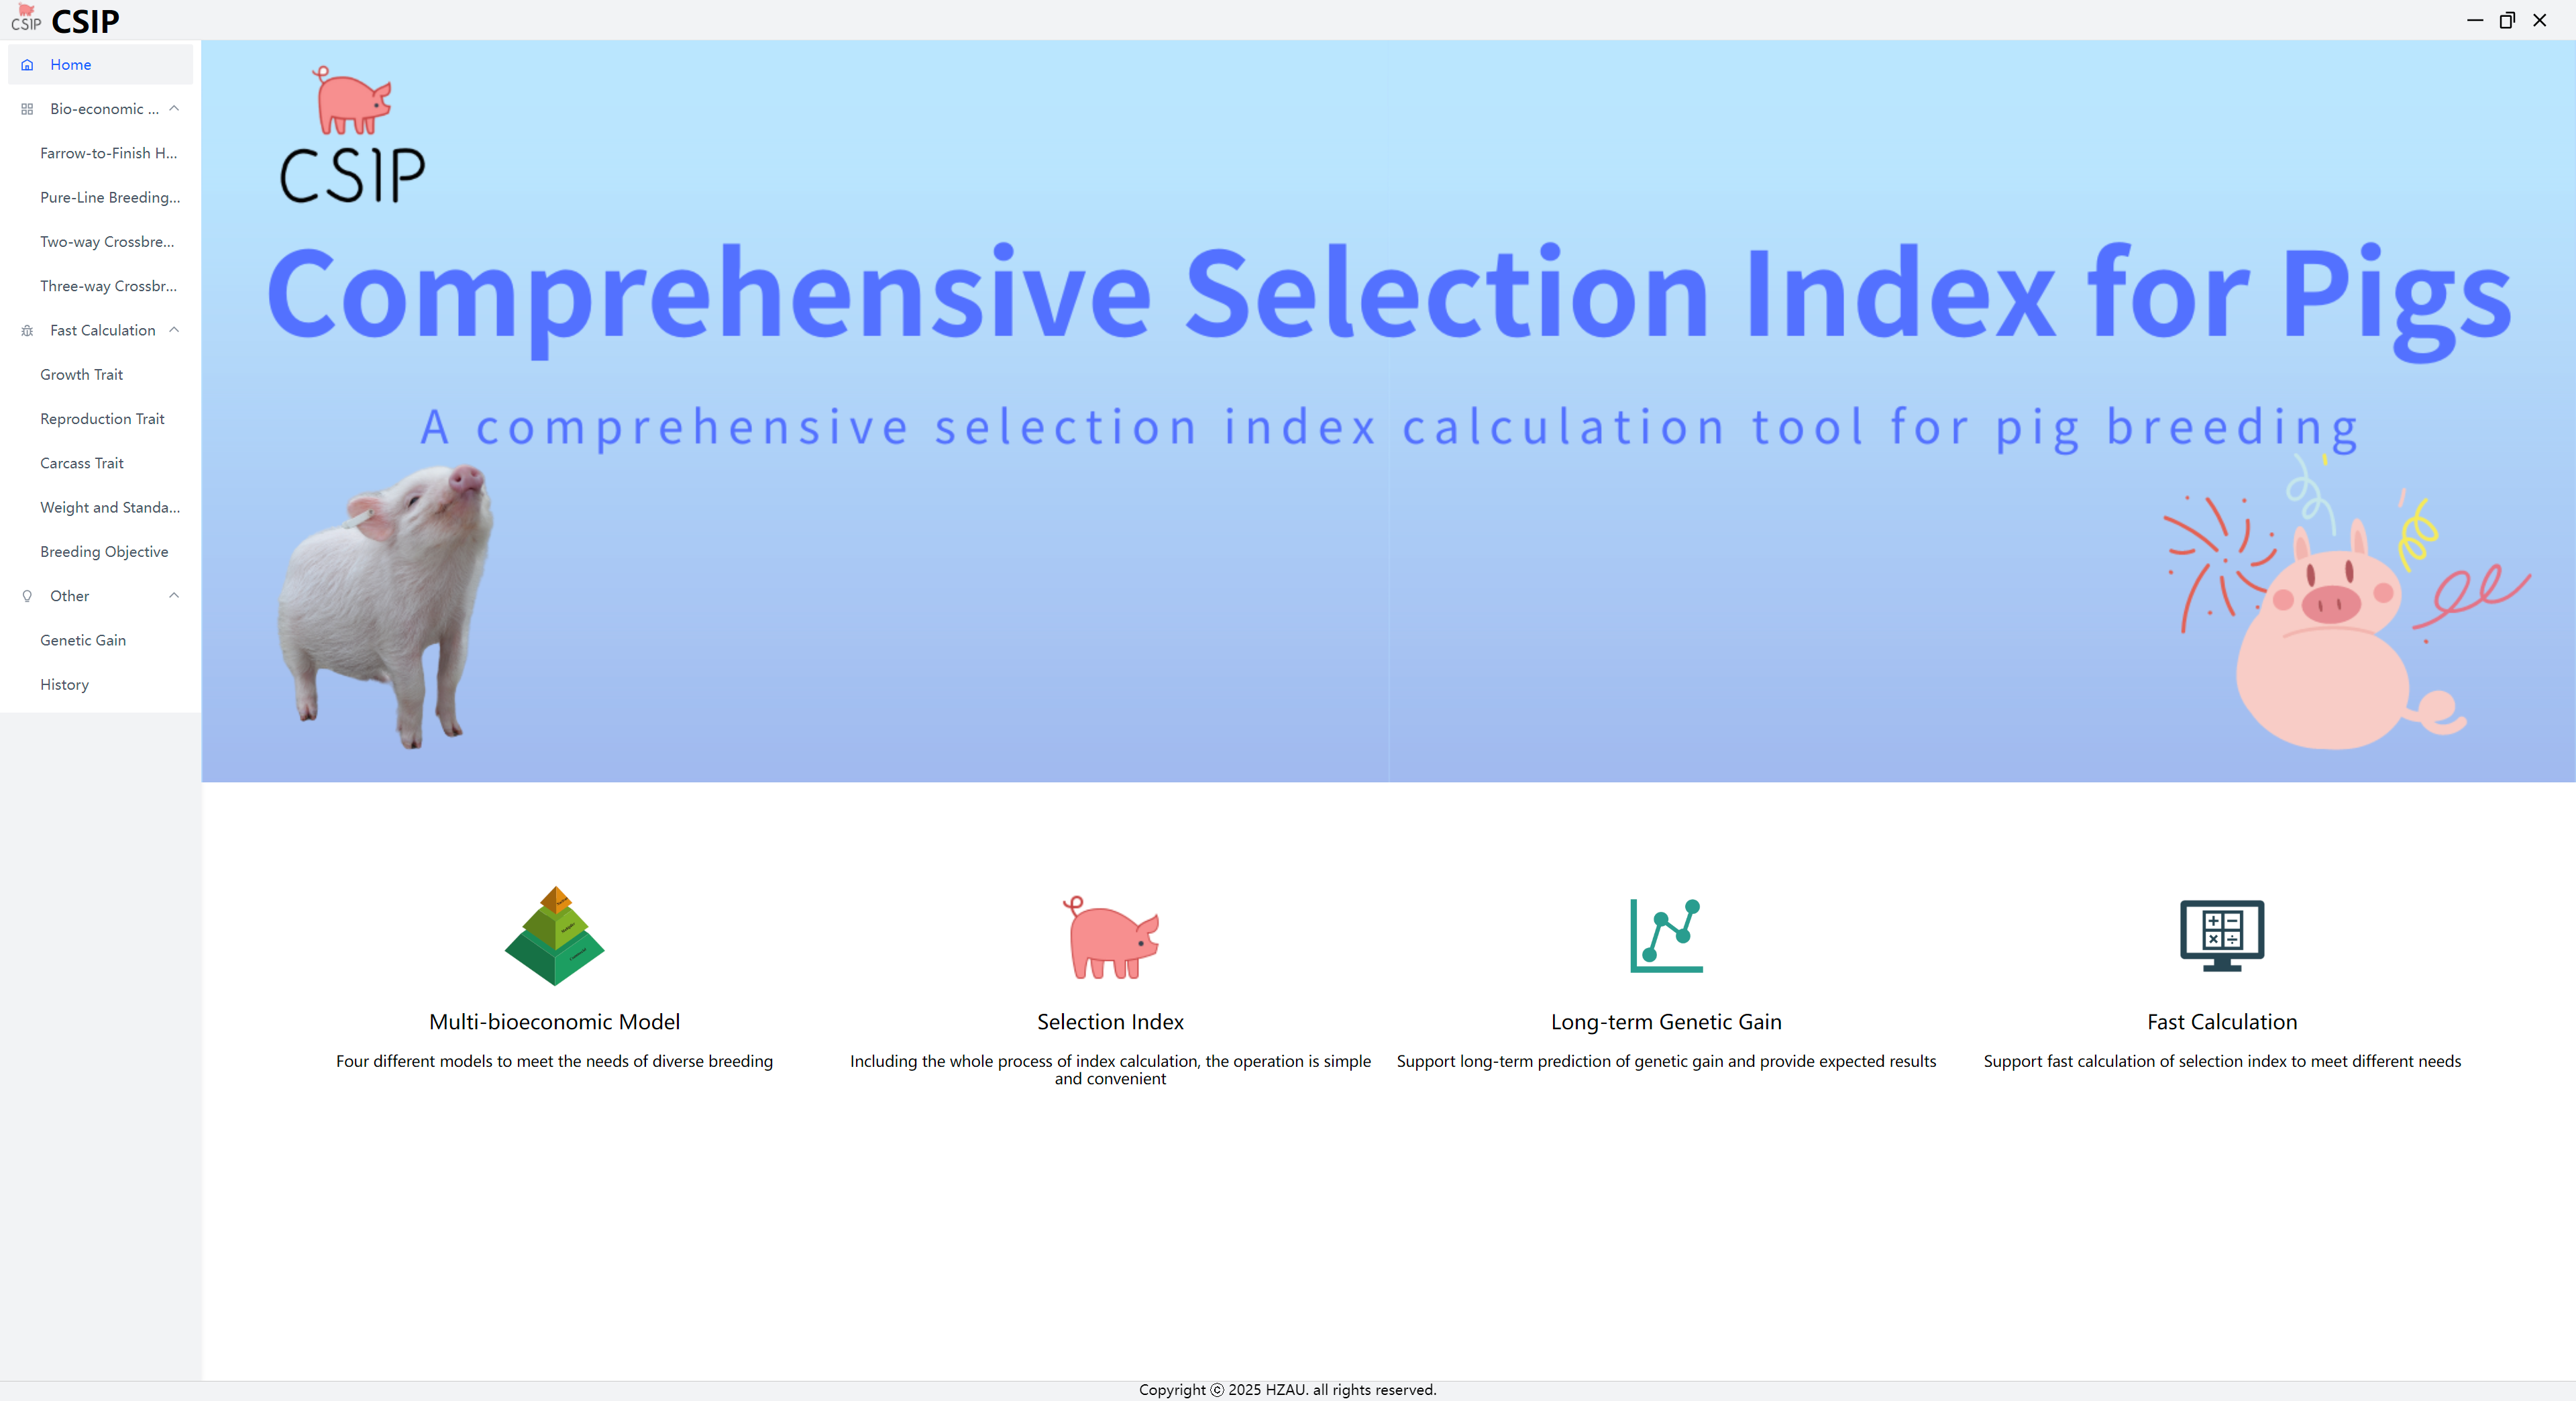 CSIP CSIP
Home
Bio-economic ...
Farrow-to-Finish H...
Pure-Line Breeding...
Two-way Crossbre...
Three-way Crossbr...
Fast Calculation
Growth Trait
Reproduction Trait
Carcass Trait
Weight and Standa...
Breeding Objective
Other
Genetic Gain
History
CSIP
Comprehensive Selection Index for Pigs
A comprehensive selection index calculation tool for pig breeding
Multi-bioeconomic Model
Four different models to meet the needs of diverse breeding
Selection Index
Including the whole process of index calculation, the operation is simple
and convenient
Long-term Genetic Gain
Support long-term prediction of genetic gain and provide expected results
Fast Calculation
Support fast calculation of selection index to meet different needs
Copyright ⓒ 2025 HZAU. all rights reserved.